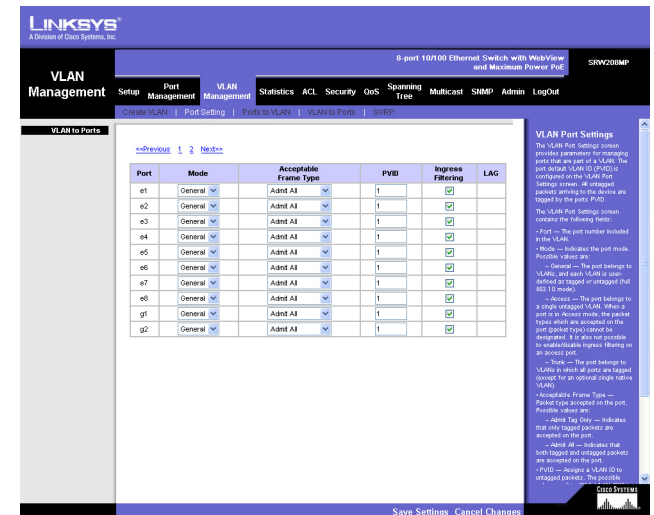 LINKSYS®
A Division of Cisco Systems, Inc.
8-port 10/100 Ethernet Switch with WebView and Maximum Power PoE
SRW208MP
VLAN Management
Setup Port Management VLAN Management Statistics ACL Security QoS Spanning Tree Multicast SNMP Admin LogOut
Create VLAN | Port Setting | Ports to VLAN | VLAN to Ports | GVRP
VLAN to Ports
<<Previous 1 2 Next>>
Port Mode Acceptable Frame Type PVID Ingress Filtering LAG
e1 General Admit All 1
e2 General Admit All 1
e3 General Admit All 1
e4 General Admit All 1
e5 General Admit All 1
e6 General Admit All 1
e7 General Admit All 1
e8 General Admit All 1
g1 General Admit All 1
g2 General Admit All 1
VLAN Port Settings
The VLAN Port Settings screen
provides parameters for managing
ports that are part of a VLAN. The
port default VLAN ID (PVID) is
configured on the VLAN Port
Settings screen. All untagged
packets arriving to the device are
tagged by the ports PVID.
The VLAN Port Settings screen
contains the following fields:
• Port — The port number included
in the VLAN.
• Mode — Indicates the port mode.
Possible values are:
– General — The port belongs to
VLANs, and each VLAN is user-
defined as tagged or untagged (full
802.1Q mode).
– Access — The port belongs to
a single untagged VLAN. When a
port is in Access mode, the packet
types which are accepted on the
port (packet type) cannot be
designated. It is also not possible
to enable/disable ingress filtering on
an access port.
– Trunk — The port belongs to
VLANs in which all ports are tagged
(except for an optional single native
VLAN).
• Acceptable Frame Type —
Packet type accepted on the port.
Possible values are:
– Admit Tag Only — Indicates
that only tagged packets are
accepted on the port.
– Admit All — Indicates that
both tagged and untagged packets
are accepted on the port.
• PVID — Assigns a VLAN ID to
untagged packets. The possible
Save Settings Cancel Changes
CISCO SYSTEMS